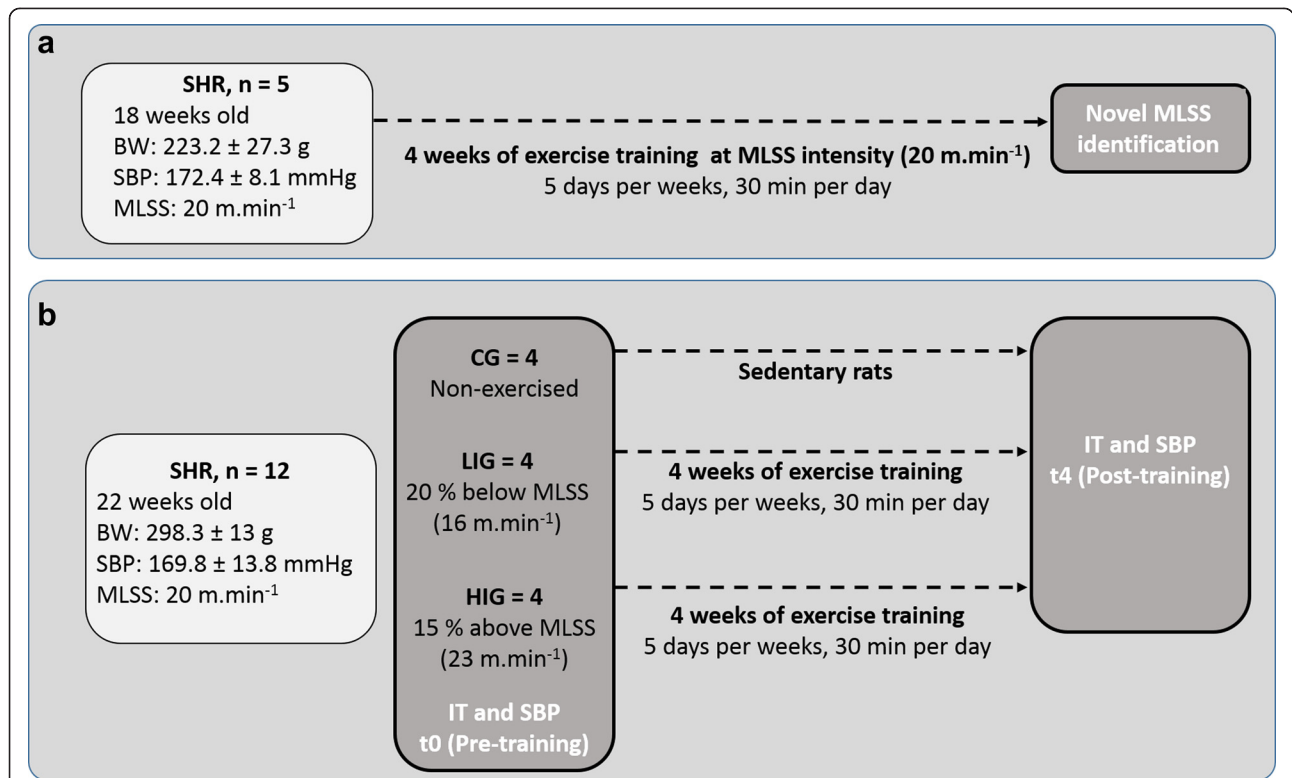 a
SHR, n = 5
18 weeks old
BW: 223.2 ± 27.3 g
SBP: 172.4 ± 8.1 mmHg
MLSS: 20 m.min⁻¹
4 weeks of exercise training at MLSS intensity (20 m.min⁻¹)
5 days per weeks, 30 min per day
Novel MLSS
identification
b
SHR, n = 12
22 weeks old
BW: 298.3 ± 13 g
SBP: 169.8 ± 13.8 mmHg
MLSS: 20 m.min⁻¹
CG = 4
Non-exercised
LIG = 4
20 % below MLSS
(16 m.min⁻¹)
HIG = 4
15 % above MLSS
(23 m.min⁻¹)
IT and SBP
t0 (Pre-training)
Sedentary rats
4 weeks of exercise training
5 days per weeks, 30 min per day
4 weeks of exercise training
5 days per weeks, 30 min per day
IT and SBP
t4 (Post-training)